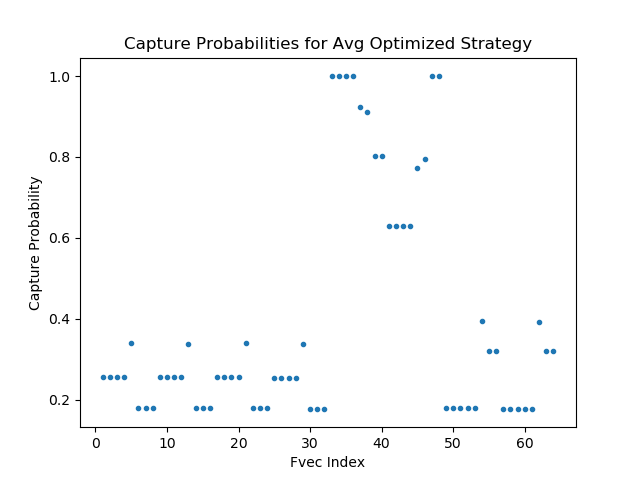 Capture Probabilities for Avg Optimized Strategy
1.0
0.8
0.6
0.4
0.2
Capture Probability
0 10 20 30 40 50 60
Fvec Index